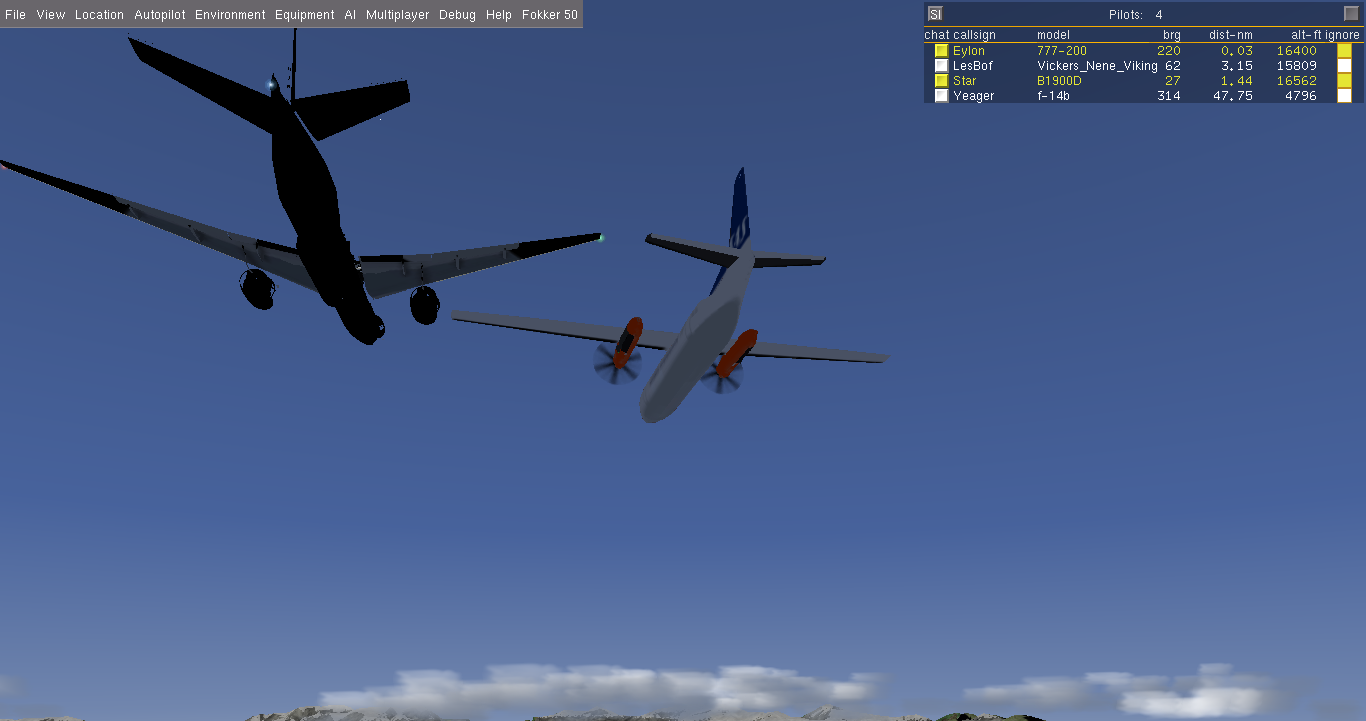 File View Location Autopilot Environment Equipment AI Multiplayer Debug Help Fokker 50
SI Pilots: 4
chat callsign model brg dist-nm alt-ft ignore
Eylon 777-200 220 0.03 16400
LesBof Vickers_Nene_Viking 62 3.15 15809
Star B1900D 27 1.44 16562
Yeager f-14b 314 47.75 4796